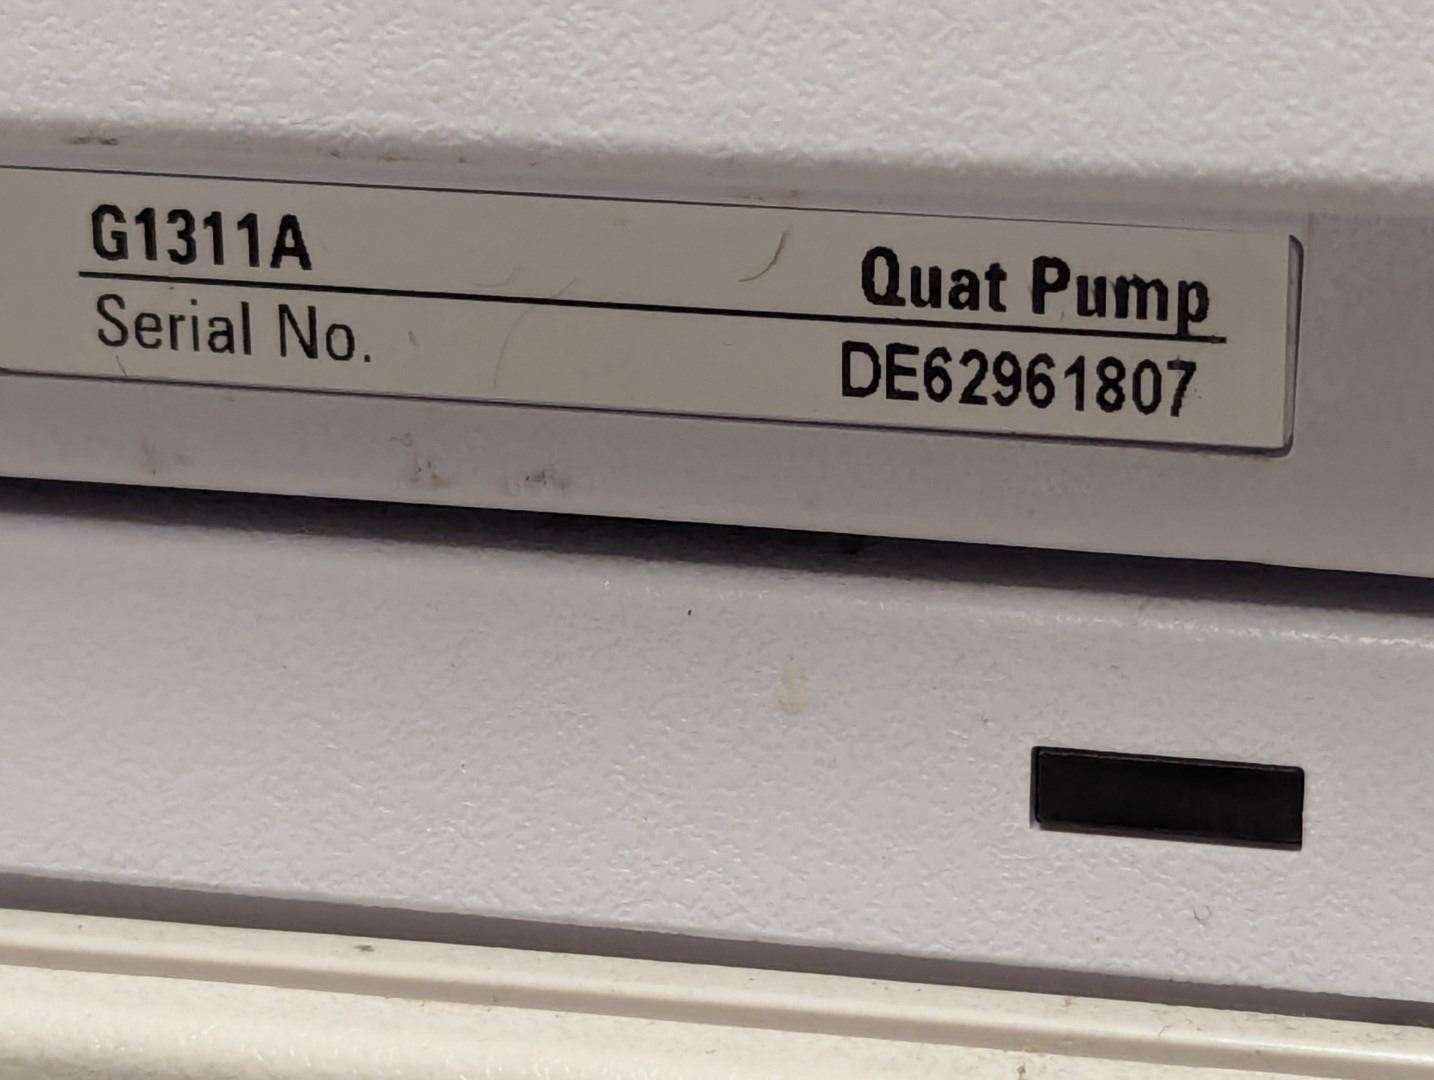 G1311A Quat Pump
Serial No. DE62961807